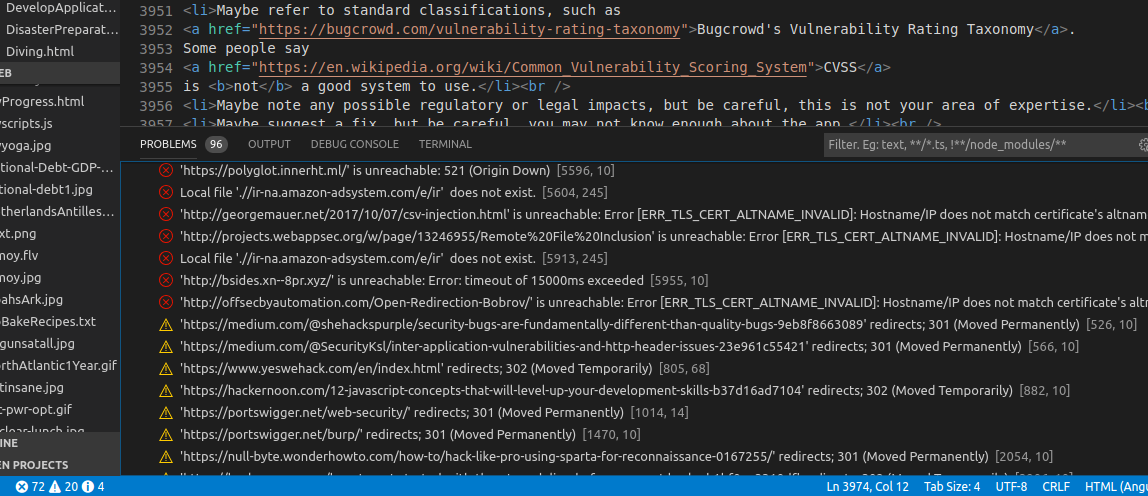 DevelopApplicat...
DisasterPreparat...
Diving.html
EB
yProgress.html
yscripts.js
yyoga.jpg
tional-Debt-GDP-...
tional-debt1.jpg
therlandsAntilles...
xt.png
moy.flv
moy.jpg
ahsArk.jpg
BakeRecipes.txt
gunsatall.jpg
rthAtlantic1Year.gif
tinsane.jpg
t-pwr-opt.gif
clear-lunch.jpg
INE
EN PROJECTS
3951 <li>Maybe refer to standard classifications, such as
3952 <a href="https://bugcrowd.com/vulnerability-rating-taxonomy">Bugcrowd's Vulnerability Rating Taxonomy</a>.
3953 Some people say
3954 <a href="https://en.wikipedia.org/wiki/Common_Vulnerability_Scoring_System">CVSS</a>
3955 is <b>not</b> a good system to use.</li><br />
3956 <li>Maybe note any possible regulatory or legal impacts, but be careful, this is not your area of expertise.</li><b
3957 <li>Maybe suggest a fix, but be careful, you may not know enough about the app.</li><br />
PROBLEMS 96 OUTPUT DEBUG CONSOLE TERMINAL Filter. Eg: text, **/*.ts, !**/node_modules/**
'https://polyglot.innerht.ml/' is unreachable: 521 (Origin Down) [5596, 10]
Local file './/ir-na.amazon-adsystem.com/e/ir' does not exist. [5604, 245]
'http://georgemauer.net/2017/10/07/csv-injection.html' is unreachable: Error [ERR_TLS_CERT_ALTNAME_INVALID]: Hostname/IP does not match certificate's altnam
'http://projects.webappsec.org/w/page/13246955/Remote%20File%20Inclusion' is unreachable: Error [ERR_TLS_CERT_ALTNAME_INVALID]: Hostname/IP does not m
Local file './/ir-na.amazon-adsystem.com/e/ir' does not exist. [5913, 245]
'http://bsides.xn--8pr.xyz/' is unreachable: Error: timeout of 15000ms exceeded [5955, 10]
'http://offsecbyautomation.com/Open-Redirection-Bobrov/' is unreachable: Error [ERR_TLS_CERT_ALTNAME_INVALID]: Hostname/IP does not match certificate's altn
'https://medium.com/@shehackspurple/security-bugs-are-fundamentally-different-than-quality-bugs-9eb8f8663089' redirects; 301 (Moved Permanently) [526, 10]
'https://medium.com/@SecurityKsl/inter-application-vulnerabilities-and-http-header-issues-23e961c55421' redirects; 301 (Moved Permanently) [566, 10]
'https://www.yeswehack.com/en/index.html' redirects; 302 (Moved Temporarily) [805, 68]
'https://hackernoon.com/12-javascript-concepts-that-will-level-up-your-development-skills-b37d16ad7104' redirects; 302 (Moved Temporarily) [882, 10]
'https://portswigger.net/web-security/' redirects; 301 (Moved Permanently) [1014, 14]
'https://portswigger.net/burp/' redirects; 301 (Moved Permanently) [1470, 10]
'https://null-byte.wonderhowto.com/how-to/hack-like-pro-using-sparta-for-reconnaissance-0167255/' redirects; 301 (Moved Permanently) [2054, 10]
72 20 4 Ln 3974, Col 12 Tab Size: 4 UTF-8 CRLF HTML (Angu